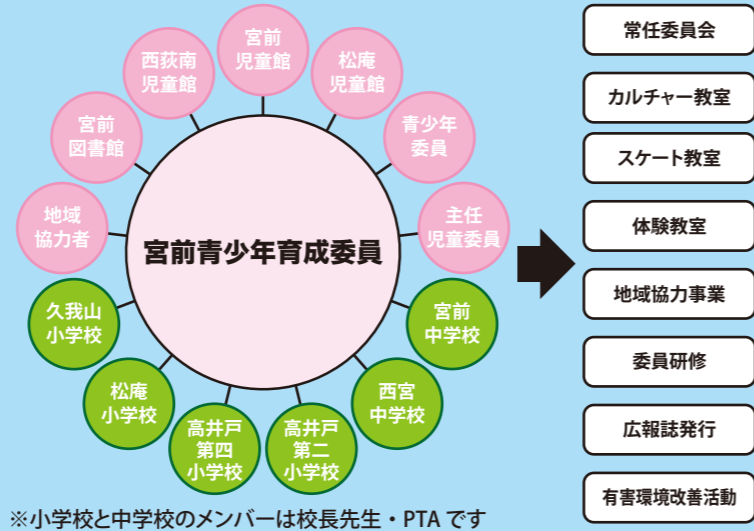 宮前
児童館
松庵
児童館
青少年
委員
主任
児童委員
宮前
中学校
西宮
中学校
高井戸
第二
小学校
高井戸
第四
小学校
松庵
小学校
久我山
小学校
地域
協力者
宮前
図書館
西荻南
児童館
宮前青少年育成委員
常任委員会
カルチャー教室
スケート教室
体験教室
地域協力事業
委員研修
広報誌発行
有害環境改善活動
※小学校と中学校のメンバーは校長先生・PTAです